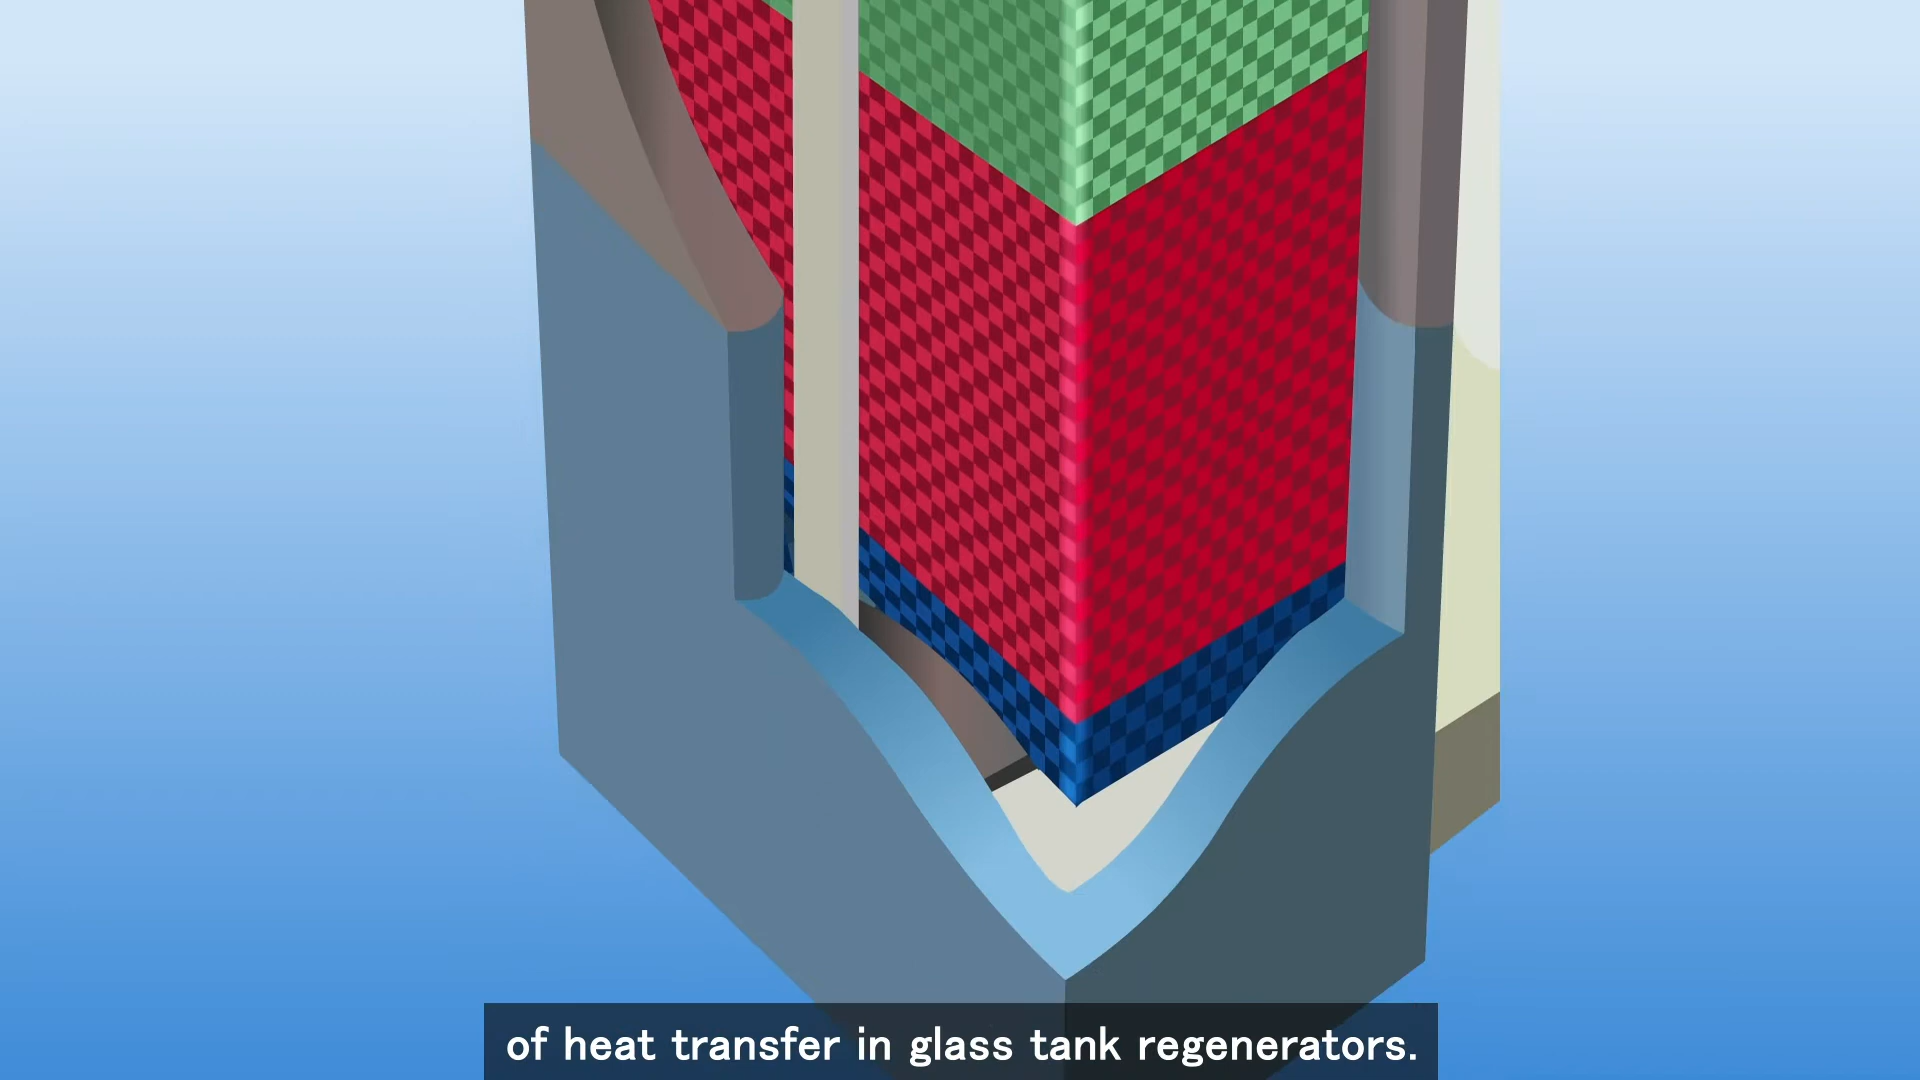 of heat transfer in glass tank regenerators.